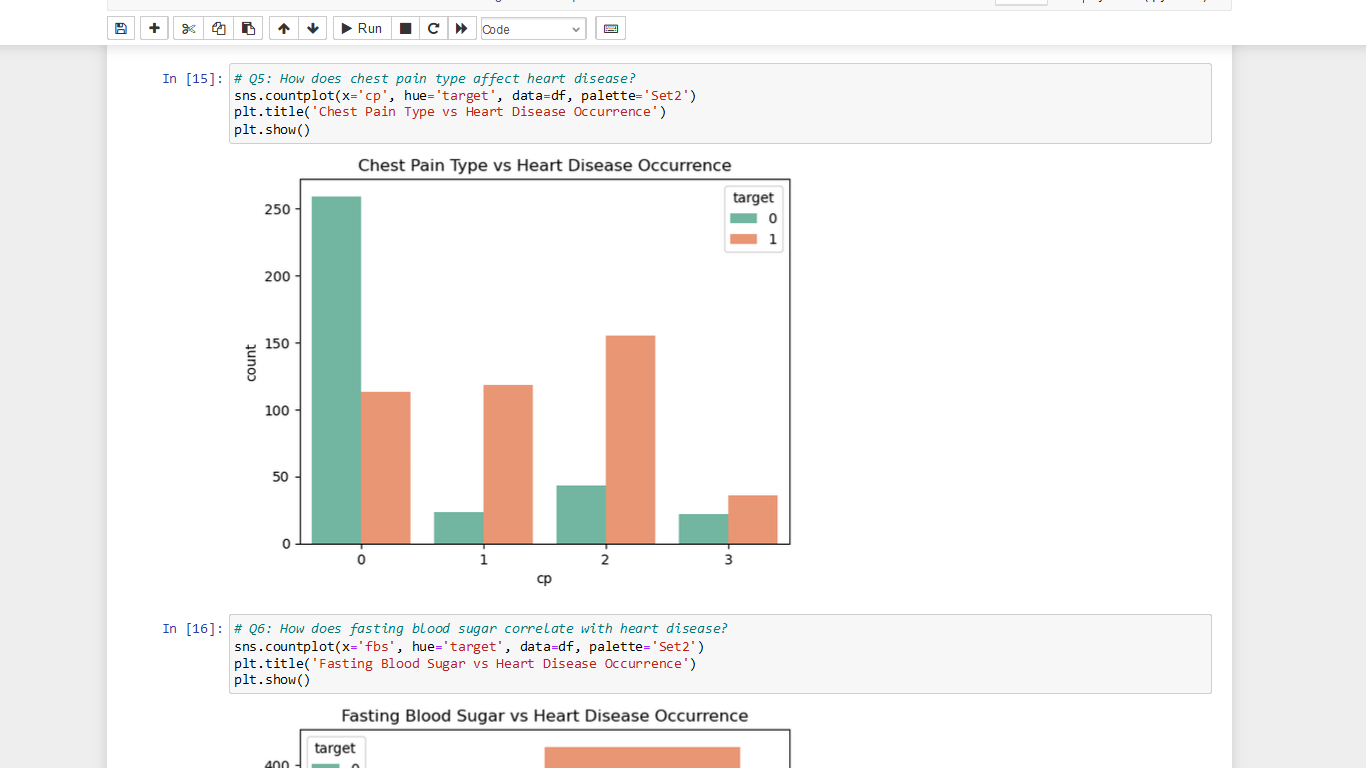 Run
Code
In [15]:
# Q5: How does chest pain type affect heart disease?
sns.countplot(x='cp', hue='target', data=df, palette='Set2')
plt.title('Chest Pain Type vs Heart Disease Occurrence')
plt.show()
Chest Pain Type vs Heart Disease Occurrence
target
0
1
250
200
150
100
50
0
count
0 1 2 3
cp
In [16]:
# Q6: How does fasting blood sugar correlate with heart disease?
sns.countplot(x='fbs', hue='target', data=df, palette='Set2')
plt.title('Fasting Blood Sugar vs Heart Disease Occurrence')
plt.show()
Fasting Blood Sugar vs Heart Disease Occurrence
target
0
400